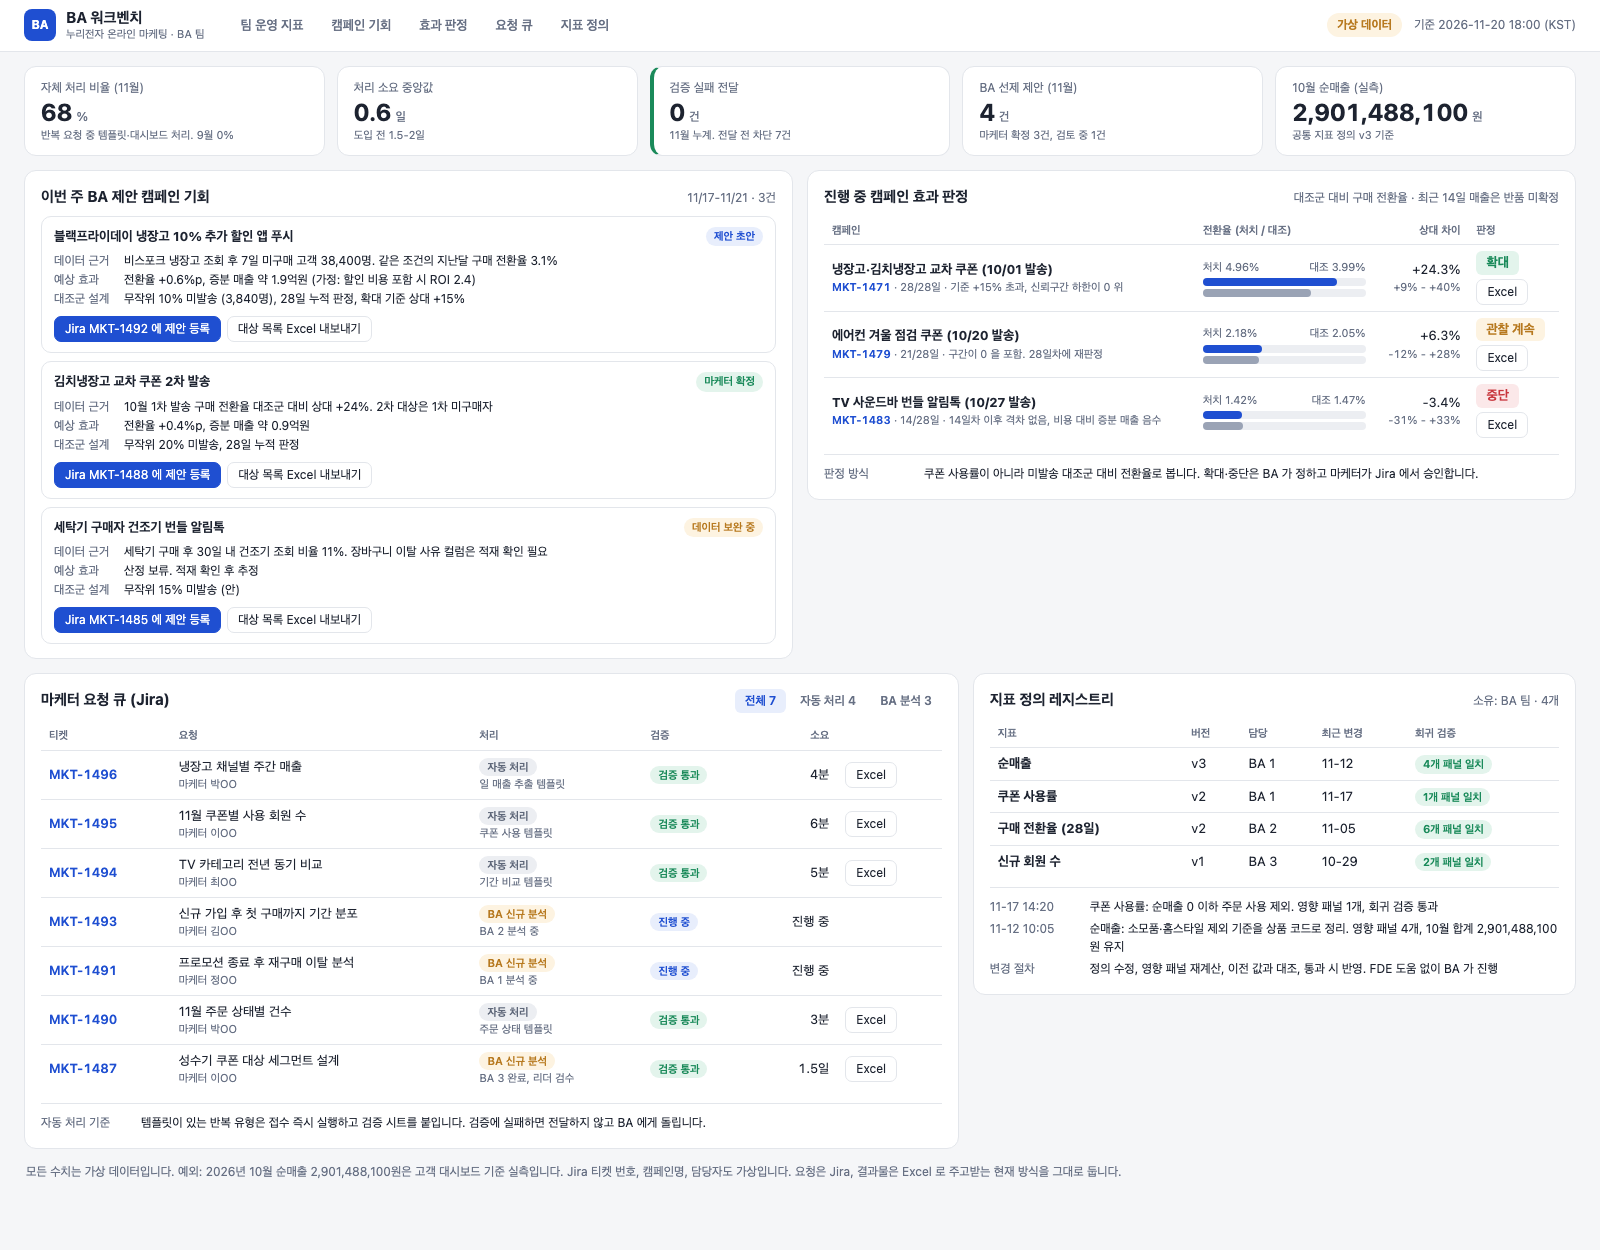 BA
BA 워크벤치
누리전자 온라인 마케팅 · BA 팀
팀 운영 지표
캠페인 기회
효과 판정
요청 큐
지표 정의
가상 데이터
기준 2026-11-20 18:00 (KST)
자체 처리 비율 (11월)
68 %
반복 요청 중 템플릿·대시보드 처리. 9월 0%
처리 소요 중앙값
0.6 일
도입 전 1.5-2일
검증 실패 전달
0 건
11월 누계. 전달 전 차단 7건
BA 선제 제안 (11월)
4 건
마케터 확정 3건, 검토 중 1건
10월 순매출 (실측)
2,901,488,100 원
공통 지표 정의 v3 기준
이번 주 BA 제안 캠페인 기회
11/17-11/21 · 3건
블랙프라이데이 냉장고 10% 추가 할인 앱 푸시
제안 초안
데이터 근거 비스포크 냉장고 조회 후 7일 미구매 고객 38,400명. 같은 조건의 지난달 구매 전환율 3.1%
예상 효과 전환율 +0.6%p, 증분 매출 약 1.9억원 (가정: 할인 비용 포함 시 ROI 2.4)
대조군 설계 무작위 10% 미발송 (3,840명), 28일 누적 판정, 확대 기준 상대 +15%
Jira MKT-1492 에 제안 등록
대상 목록 Excel 내보내기
김치냉장고 교차 쿠폰 2차 발송
마케터 확정
데이터 근거 10월 1차 발송 구매 전환율 대조군 대비 상대 +24%. 2차 대상은 1차 미구매자
예상 효과 전환율 +0.4%p, 증분 매출 약 0.9억원
대조군 설계 무작위 20% 미발송, 28일 누적 판정
Jira MKT-1488 에 제안 등록
대상 목록 Excel 내보내기
세탁기 구매자 건조기 번들 알림톡
데이터 보완 중
데이터 근거 세탁기 구매 후 30일 내 건조기 조회 비율 11%. 장바구니 이탈 사유 컬럼은 적재 확인 필요
예상 효과 산정 보류. 적재 확인 후 추정
대조군 설계 무작위 15% 미발송 (안)
Jira MKT-1485 에 제안 등록
대상 목록 Excel 내보내기
진행 중 캠페인 효과 판정
대조군 대비 구매 전환율 · 최근 14일 매출은 반품 미확정
캠페인 전환율 (처치 / 대조) 상대 차이 판정
냉장고·김치냉장고 교차 쿠폰 (10/01 발송)
MKT-1471 · 28/28일 · 기준 +15% 초과, 신뢰구간 하한이 0 위
처치 4.96% 대조 3.99%
+24.3%
+9% - +40%
확대
Excel
에어컨 겨울 점검 쿠폰 (10/20 발송)
MKT-1479 · 21/28일 · 구간이 0 을 포함. 28일차에 재판정
처치 2.18% 대조 2.05%
+6.3%
-12% - +28%
관찰 계속
Excel
TV 사운드바 번들 알림톡 (10/27 발송)
MKT-1483 · 14/28일 · 14일차 이후 격차 없음, 비용 대비 증분 매출 음수
처치 1.42% 대조 1.47%
-3.4%
-31% - +33%
중단
Excel
판정 방식 쿠폰 사용률이 아니라 미발송 대조군 대비 전환율로 봅니다. 확대·중단은 BA 가 정하고 마케터가 Jira 에서 승인합니다.
마케터 요청 큐 (Jira)
전체 7 자동 처리 4 BA 분석 3
티켓 요청 처리 검증 소요
MKT-1496
냉장고 채널별 주간 매출
마케터 박OO
자동 처리
일 매출 추출 템플릿
검증 통과
4분
Excel
MKT-1495
11월 쿠폰별 사용 회원 수
마케터 이OO
자동 처리
쿠폰 사용 템플릿
검증 통과
6분
Excel
MKT-1494
TV 카테고리 전년 동기 비교
마케터 최OO
자동 처리
기간 비교 템플릿
검증 통과
5분
Excel
MKT-1493
신규 가입 후 첫 구매까지 기간 분포
마케터 김OO
BA 신규 분석
BA 2 분석 중
진행 중
진행 중
MKT-1491
프로모션 종료 후 재구매 이탈 분석
마케터 정OO
BA 신규 분석
BA 1 분석 중
진행 중
진행 중
MKT-1490
11월 주문 상태별 건수
마케터 박OO
자동 처리
주문 상태 템플릿
검증 통과
3분
Excel
MKT-1487
성수기 쿠폰 대상 세그먼트 설계
마케터 이OO
BA 신규 분석
BA 3 완료, 리더 검수
검증 통과
1.5일
Excel
자동 처리 기준 템플릿이 있는 반복 유형은 접수 즉시 실행하고 검증 시트를 붙입니다. 검증에 실패하면 전달하지 않고 BA 에게 돌립니다.
지표 정의 레지스트리
소유: BA 팀 · 4개
지표 버전 담당 최근 변경 회귀 검증
순매출 v3 BA 1 11-12 4개 패널 일치
쿠폰 사용률 v2 BA 1 11-17 1개 패널 일치
구매 전환율 (28일) v2 BA 2 11-05 6개 패널 일치
신규 회원 수 v1 BA 3 10-29 2개 패널 일치
11-17 14:20 쿠폰 사용률: 순매출 0 이하 주문 사용 제외. 영향 패널 1개, 회귀 검증 통과
11-12 10:05 순매출: 소모품·홈스타일 제외 기준을 상품 코드로 정리. 영향 패널 4개, 10월 합계 2,901,488,100
원 유지
변경 절차 정의 수정, 영향 패널 재계산, 이전 값과 대조, 통과 시 반영. FDE 도움 없이 BA 가 진행
모든 수치는 가상 데이터입니다. 예외: 2026년 10월 순매출 2,901,488,100원은 고객 대시보드 기준 실측입니다. Jira 티켓 번호, 캠페인명, 담당자도 가상입니다. 요청은 Jira, 결과물은 Excel 로 주고받는 현재 방식을 그대로 둡니다.